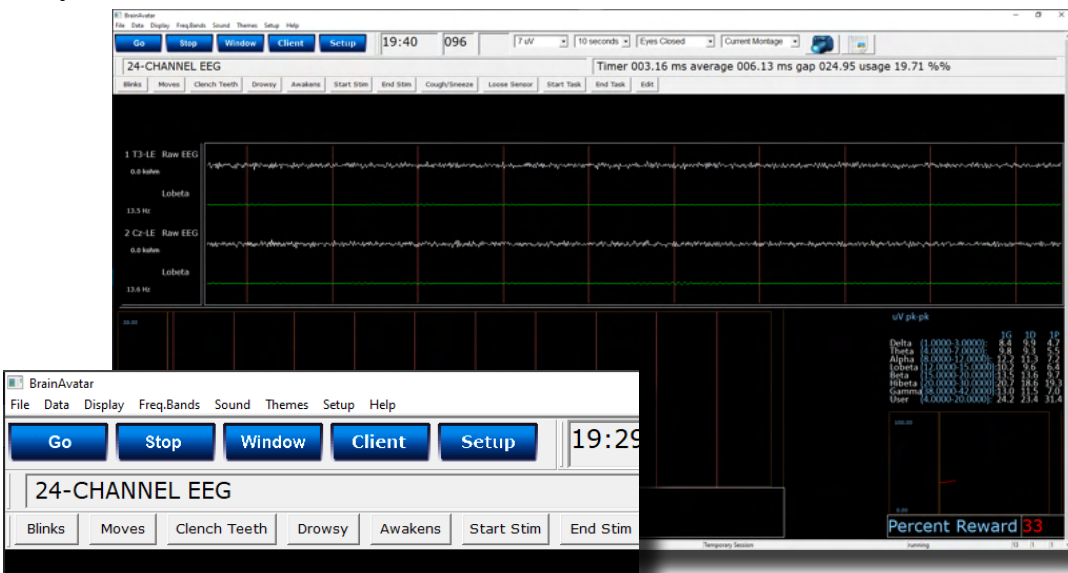 BrainAvatar
File Data Display Freq.Bands Sound Themes Setup Help
Go Stop Window Client Setup 19:40 096 7 uV 10 seconds Eyes Closed Current Montage
24-CHANNEL EEG Timer 003.16 ms average 006.13 ms gap 024.95 usage 19.71 %%
Blinks Moves Clench Teeth Drowsy Awakens Start Stim End Stim Cough/Sneeze Loose Sensor Start Task End Task Edit
1 T3-LE Raw EEG
0.0 kohm
Lobeta
13.5 Hz
2 Cz-LE Raw EEG
0.0 kohm
Lobeta
13.6 Hz
20.00
uV pk-pk
1G 1D 1P
Delta (1.0000-3.0000): 8.4 9.9 4.7
Theta (4.0000-7.0000): 9.8 9.3 5.5
Alpha (8.0000-12.0000): 12.2 11.3 7.2
Lobeta (12.0000-15.0000): 10.2 9.6 6.4
Beta (15.0000-20.0000): 13.5 13.6 9.7
Hibeta (20.0000-30.0000): 20.7 18.6 19.3
Gamma (38.0000-42.0000): 13.0 11.5 7.0
User (4.0000-20.0000): 24.2 23.4 31.4
100.00
0.00
Percent Reward 33
Temporary Session running
BrainAvatar
File Data Display Freq.Bands Sound Themes Setup Help
Go Stop Window Client Setup 19:29
24-CHANNEL EEG
Blinks Moves Clench Teeth Drowsy Awakens Start Stim End Stim